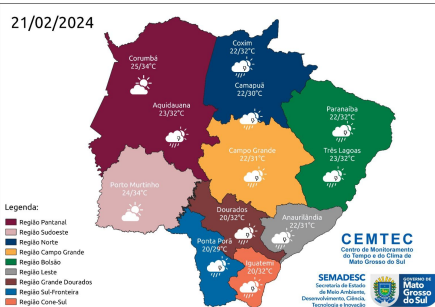 21/02/2024
Corumbá
25/34°C
Coxim
22/32°C
Camapuã
22/30°C
Aquidauana
23/32°C
Paranaíba
22/32°C
Campo Grande
22/31°C
Três Lagoas
23/32°C
Porto Murtinho
24/34°C
Dourados
20/32°C
Anaurilândia
22/31°C
Ponta Porã
20/29°C
Iguatemi
20/32°C
Legenda:
Região Pantanal
Região Sudoeste
Região Norte
Região Campo Grande
Região Bolsão
Região Leste
Região Grande Dourados
Região Sul-Fronteira
Região Cone-Sul
CEMTEC
Centro de Monitoramento
do Tempo e do Clima de
Mato Grosso do Sul
SEMADESC
Secretaria de Estado
de Meio Ambiente,
Desenvolvimento, Ciência,
Tecnologia e Inovação
GOVERNO DE
Mato
Grosso
do Sul